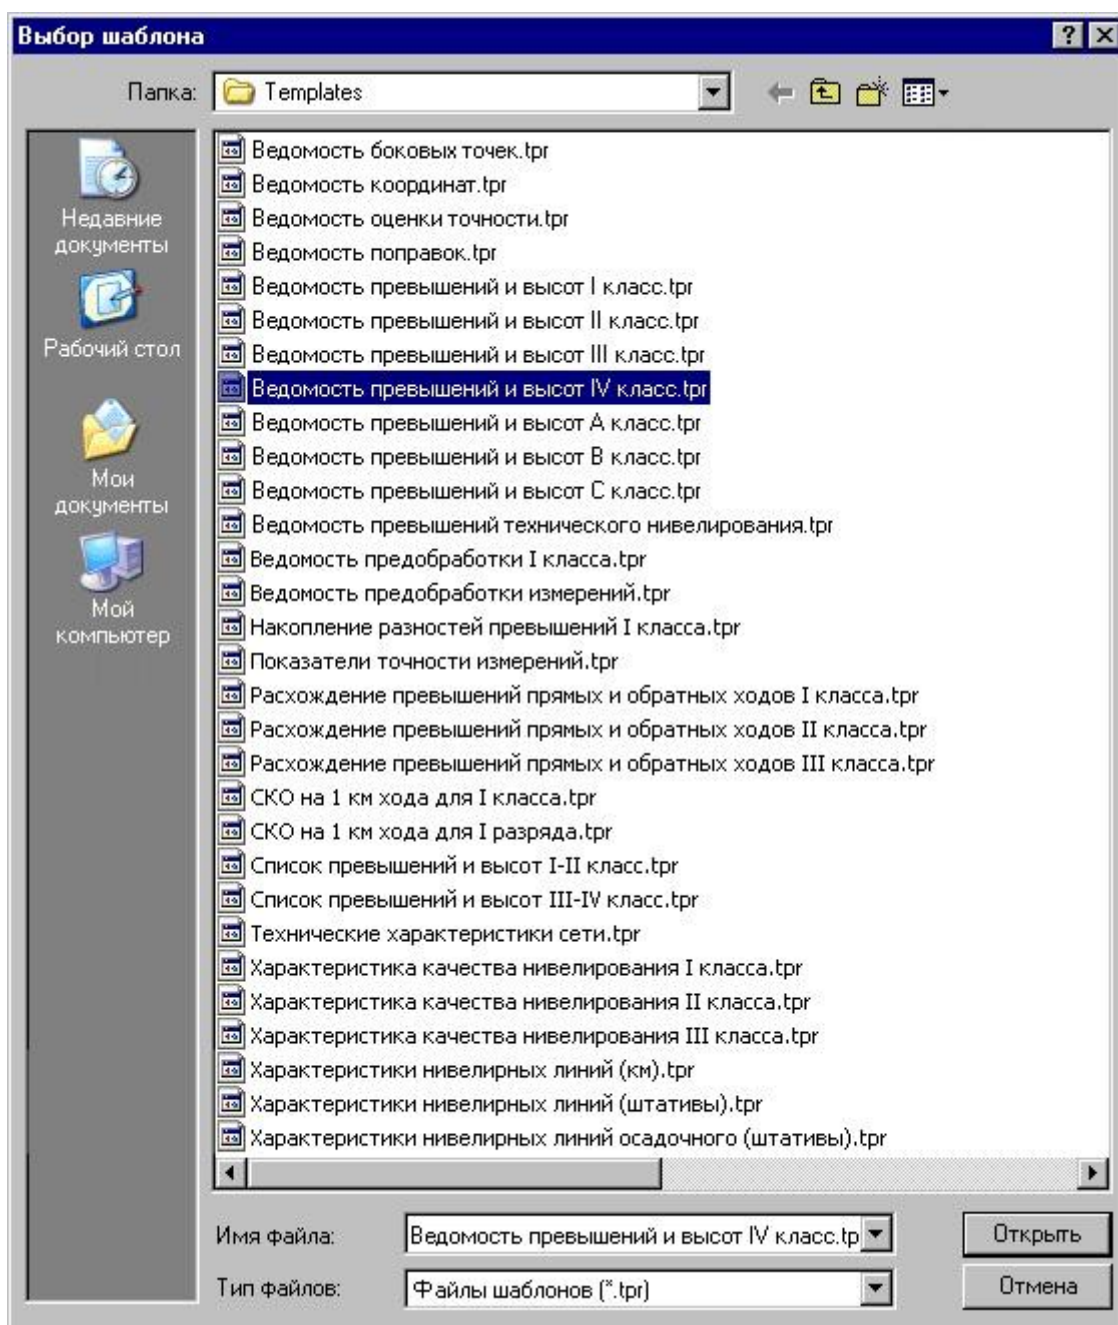 Выбор шаблона
Папка:
Templates
Недавние
документы
Рабочий стол
Мои
документы
Мой
компьютер
Ведомость боковых точек.tpr
Ведомость координат.tpr
Ведомость оценки точности.tpr
Ведомость поправок.tpr
Ведомость превышений и высот I класс.tpr
Ведомость превышений и высот II класс.tpr
Ведомость превышений и высот III класс.tpr
Ведомость превышений и высот IV класс.tpr
Ведомость превышений и высот A класс.tpr
Ведомость превышений и высот B класс.tpr
Ведомость превышений и высот C класс.tpr
Ведомость превышений технического нивелирования.tpr
Ведомость предобработки I класса.tpr
Ведомость предобработки измерений.tpr
Накопление разностей превышений I класса.tpr
Показатели точности измерений.tpr
Расхождение превышений прямых и обратных ходов I класса.tpr
Расхождение превышений прямых и обратных ходов II класса.tpr
Расхождение превышений прямых и обратных ходов III класса.tpr
СКО на 1 км хода для I класса.tpr
СКО на 1 км хода для I разряда.tpr
Список превышений и высот I-II класс.tpr
Список превышений и высот III-IV класс.tpr
Технические характеристики сети.tpr
Характеристика качества нивелирования I класса.tpr
Характеристика качества нивелирования II класса.tpr
Характеристика качества нивелирования III класса.tpr
Характеристики нивелирных линий (км).tpr
Характеристики нивелирных линий (штативы).tpr
Характеристики нивелирных линий осадочного (штативы).tpr
Имя файла:
Ведомость превышений и высот IV класс.tp
Открыть
Тип файлов:
Файлы шаблонов (*.tpr)
Отмена